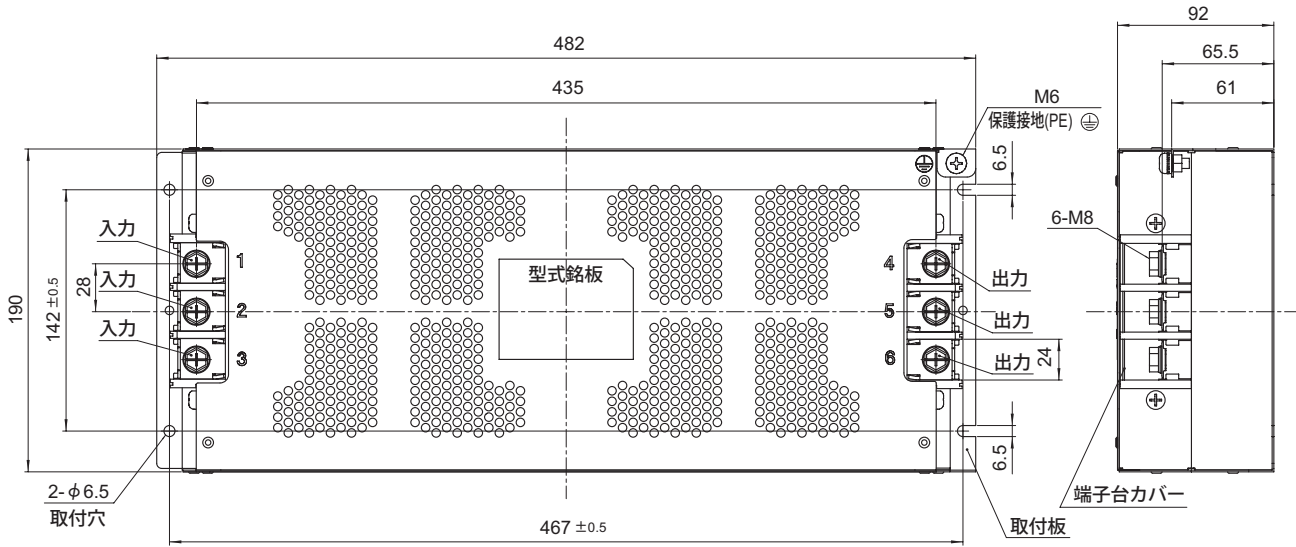 482
435
M6
保護接地(PE)
6.5
92
65.5
61
6-M8
入力
1
入力
2
入力
3
型式銘板
4
出力
5
出力
6
出力
24
190
142 ±0.5
28
6.5
2-φ6.5
取付穴
467 ±0.5
取付板
端子台カバー